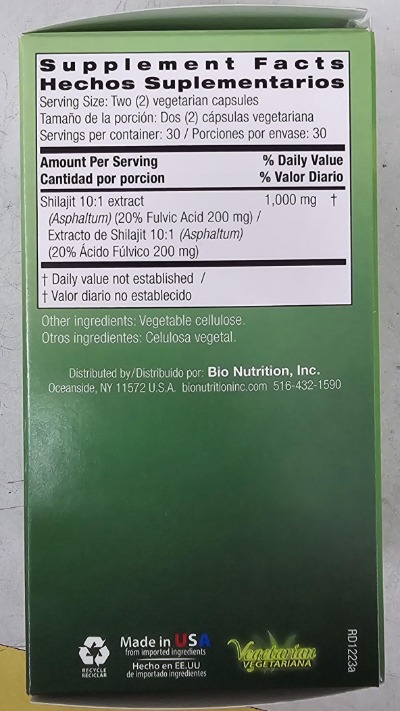 Supplement Facts
Hechos Suplementarios
Serving Size: Two (2) vegetarian capsules
Tamaño de la porción: Dos (2) cápsulas vegetariana
Servings per container: 30 / Porciones por envase: 30
Amount Per Serving % Daily Value
Cantidad por porcion % Valor Diario
Shilajit 10:1 extract 1,000 mg †
(Asphaltum) (20% Fulvic Acid 200 mg) /
Extracto de Shilajit 10:1 (Asphaltum)
(20% Ácido Fúlvico 200 mg)
† Daily value not established /
† Valor diario no establecido
Other ingredients: Vegetable cellulose.
Otros ingredientes: Celulosa vegetal.
Distributed by/Distribuido por: Bio Nutrition, Inc.
Oceanside, NY 11572 U.S.A. bionutritioninc.com 516-432-1590
RECYCLE
RECICLAR
Made in USA
from imported ingredients
Hecho en EE.UU
de importado ingredientes
Vegetarian
VEGETARIANA
RD1223a